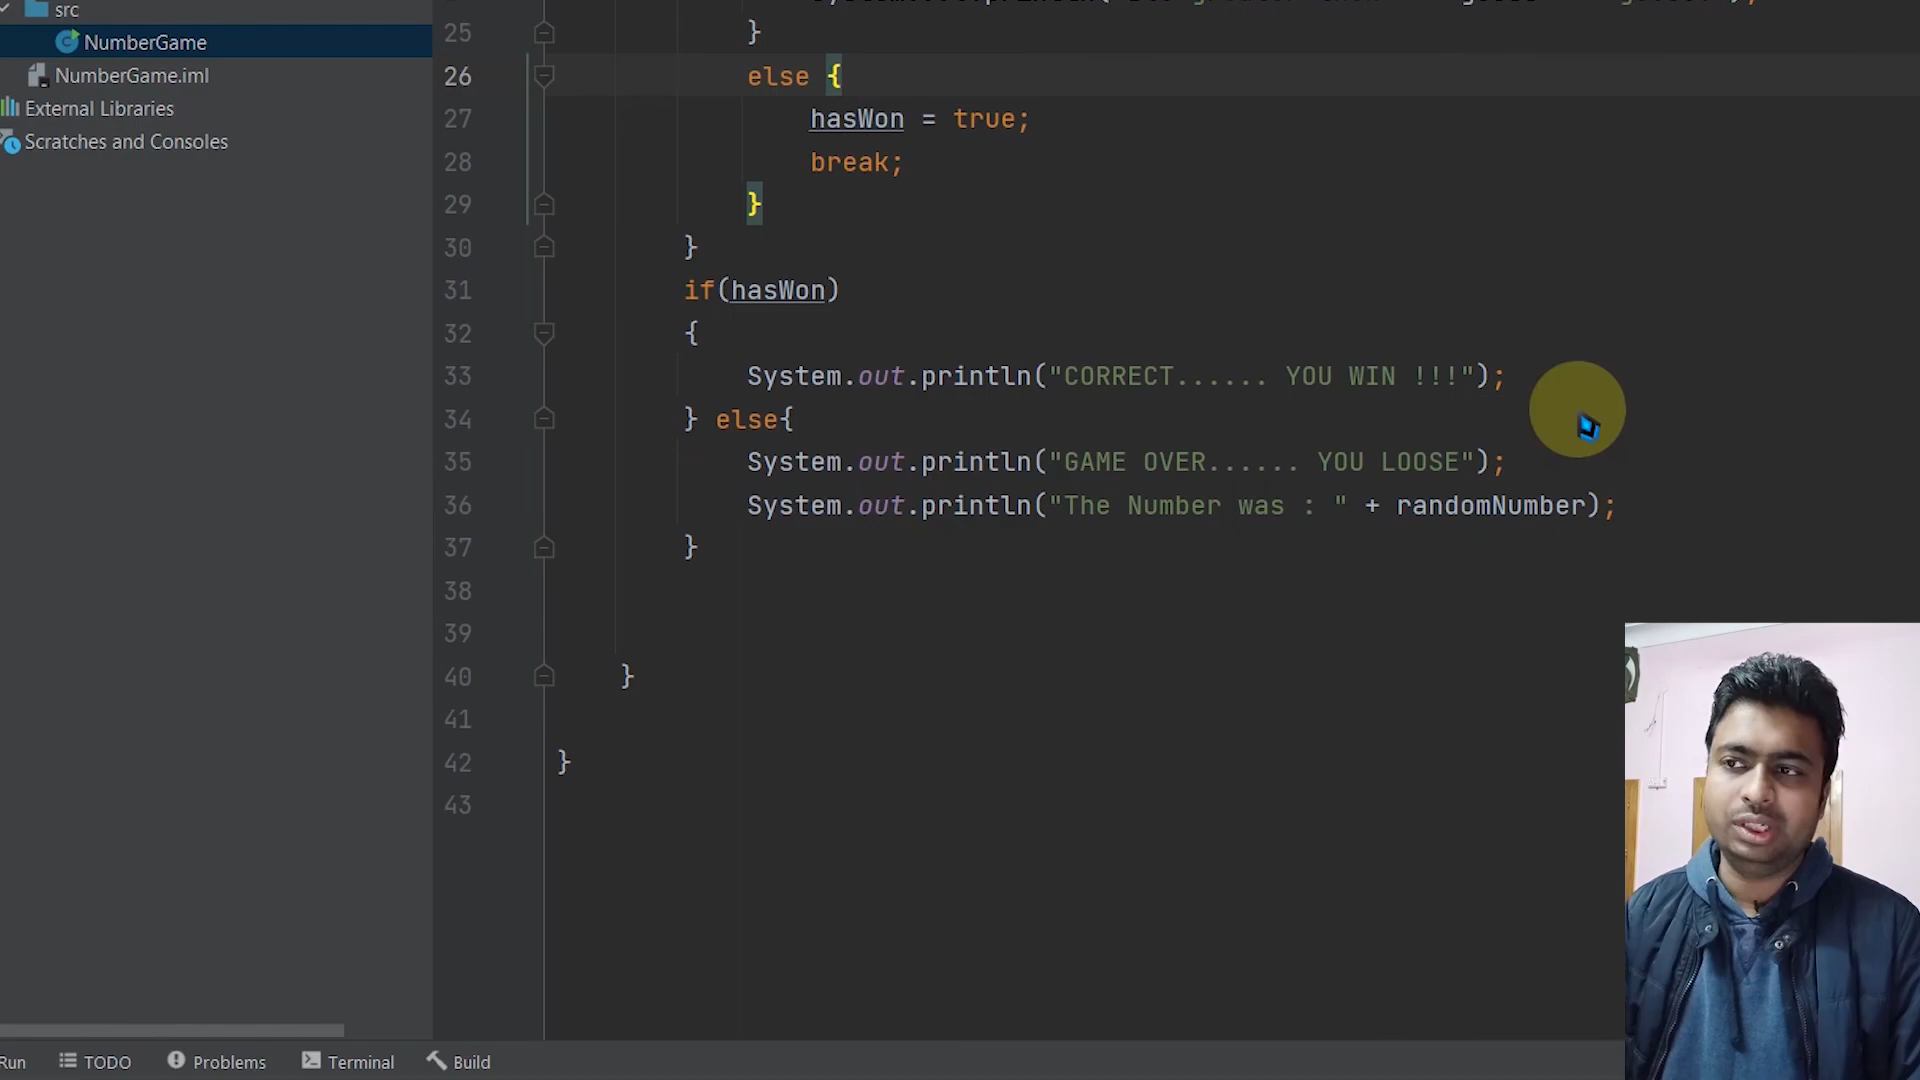 src
NumberGame
NumberGame.iml
External Libraries
Scratches and Consoles
25 }
26 else {
27 hasWon = true;
28 break;
29 }
30 }
31 if(hasWon)
32 {
33 System.out.println("CORRECT...... YOU WIN !!!");
34 } else{
35 System.out.println("GAME OVER...... YOU LOOSE");
36 System.out.println("The Number was : " + randomNumber);
37 }
38
39
40 }
41
42 }
43
Run TODO Problems Terminal Build